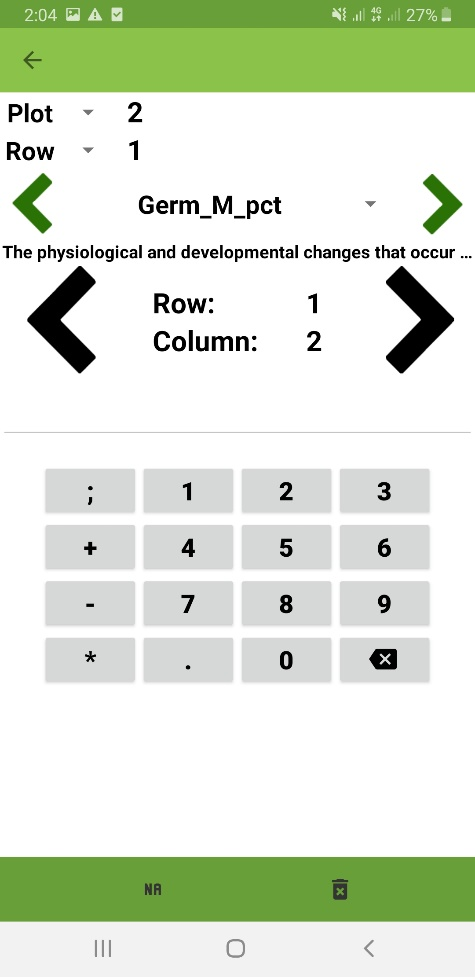 2:04 4G 27%
Plot 2
Row 1
Germ_M_pct
The physiological and developmental changes that occur ...
Row: 1
Column: 2
; 1 2 3
+ 4 5 6
- 7 8 9
* . 0
NA